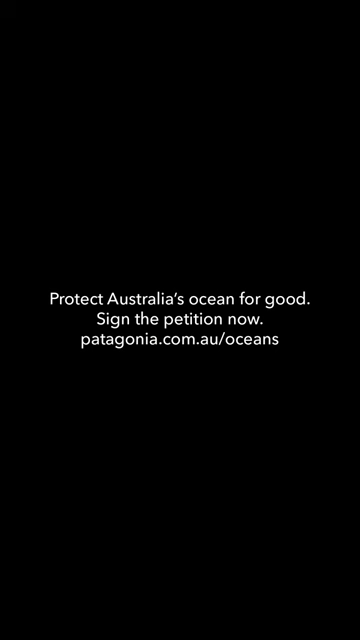 Protect Australia’s ocean for good.
Sign the petition now.
patagonia.com.au/oceans